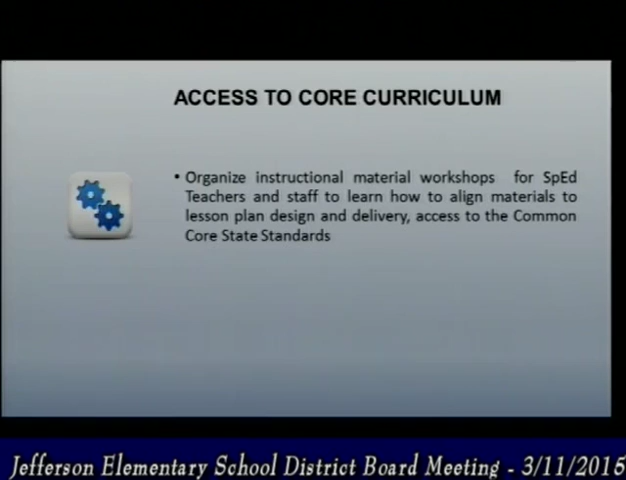 ACCESS TO CORE CURRICULUM
• Organize instructional material workshops for SpEd
Teachers and staff to learn how to align materials to
lesson plan design and delivery, access to the Common
Core State Standards
Jefferson Elementary School District Board Meeting - 3/11/2015